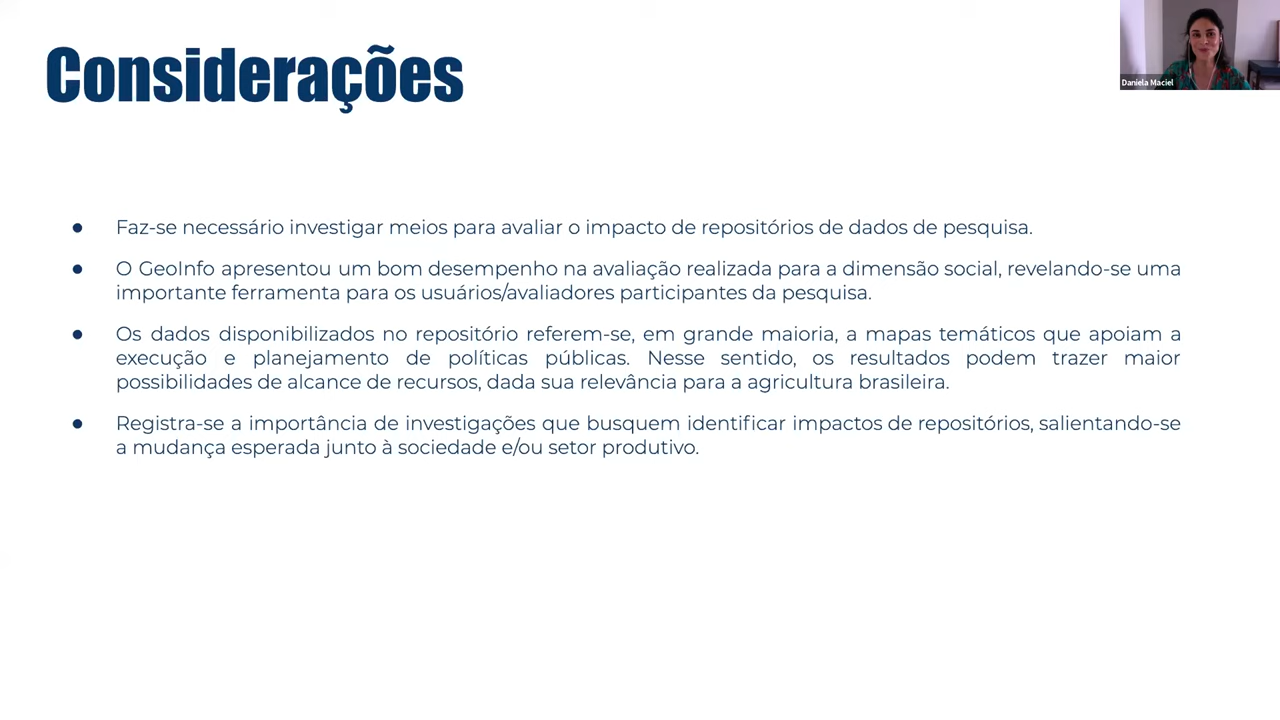 Considerações
Daniela Maciel
● Faz-se necessário investigar meios para avaliar o impacto de repositórios de dados de pesquisa.
● O GeoInfo apresentou um bom desempenho na avaliação realizada para a dimensão social, revelando-se uma
importante ferramenta para os usuários/avaliadores participantes da pesquisa.
● Os dados disponibilizados no repositório referem-se, em grande maioria, a mapas temáticos que apoiam a
execução e planejamento de políticas públicas. Nesse sentido, os resultados podem trazer maior
possibilidades de alcance de recursos, dada sua relevância para a agricultura brasileira.
● Registra-se a importância de investigações que busquem identificar impactos de repositórios, salientando-se
a mudança esperada junto à sociedade e/ou setor produtivo.